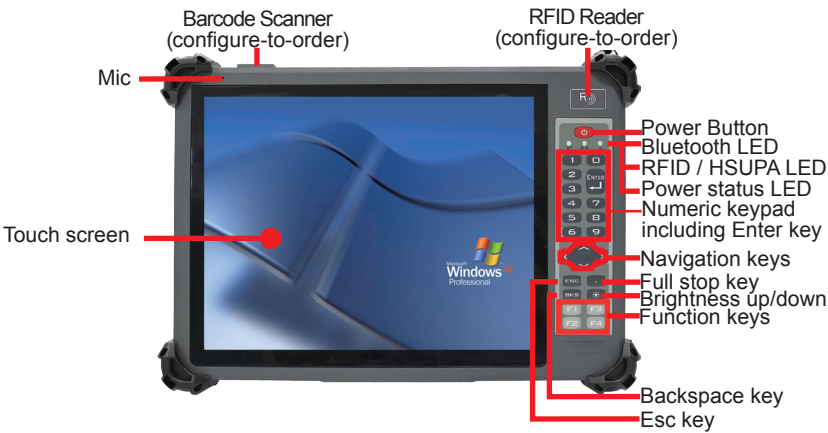 Barcode Scanner
(configure-to-order)
RFID Reader
(configure-to-order)
Mic
R
Power Button
Bluetooth LED
RFID / HSUPA LED
Power status LED
Numeric keypad
including Enter key
Navigation keys
Full stop key
Brightness up/down
Function keys
Backspace key
Esc key
Touch screen
Microsoft
Windows XP
Professional
1 0
2 ENTER
3
4 7
5 8
6 9
ESC .
BKS
F1 F3
F2 F4